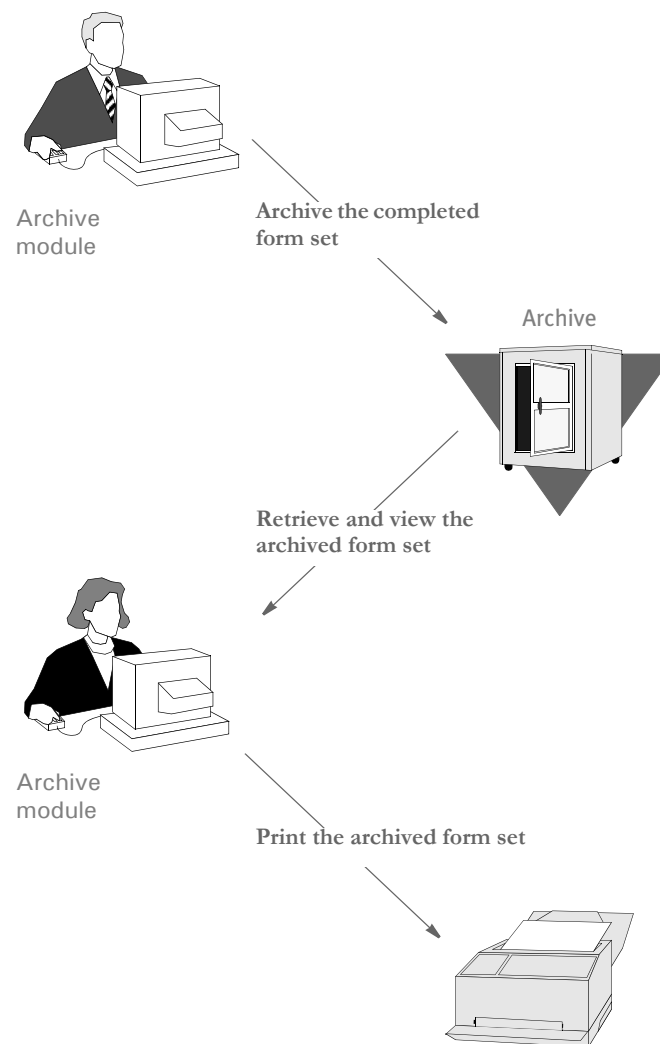 Archive
module
Archive the completed
form set
Archive
Retrieve and view the
archived form set
Archive
module
Print the archived form set